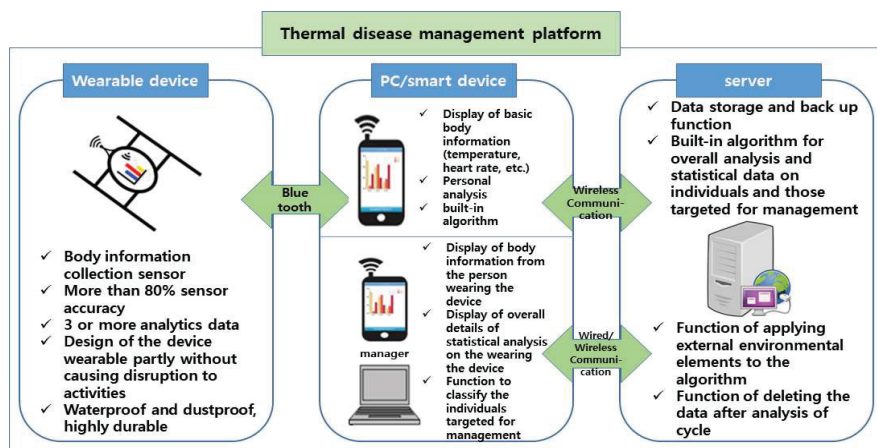 Thermal disease management platform
Wearable device
✓ Body information
collection sensor
✓ More than 80% sensor
accuracy
✓ 3 or more analytics data
✓ Design of the device
wearable partly without
causing disruption to
activities
✓ Waterproof and dustproof,
highly durable
Blue
tooth
PC/smart device
✓ Display of basic
body
information
(temperature,
heart rate, etc.)
✓ Personal
analysis
✓ built-in
algorithm
✓ Display of body
information from
the person
wearing the
device
✓ Display of overall
details of
statistical analysis
on the wearing
the device
✓ Function to
classify the
individuals
targeted for
management
manager
Wireless
Communi-
cation
Wired/
Wireless
Communi-
cation
server
✓ Data storage and back up
function
✓ Built-in algorithm for
overall analysis and
statistical data on
individuals and those
targeted for management
✓ Function of applying
external environmental
elements to the
algorithm
✓ Function of deleting the
data after analysis of
cycle